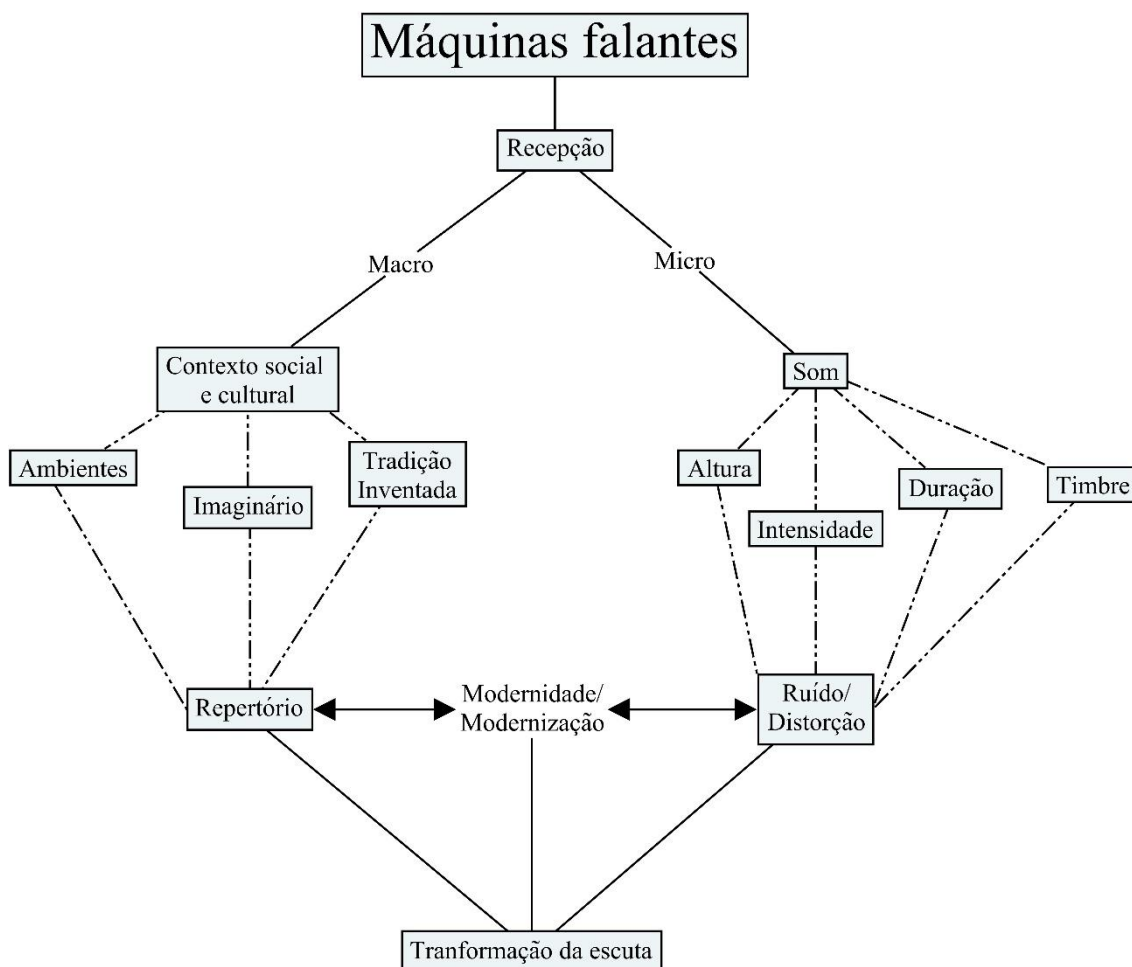 Máquinas falantes
Recepção
Macro
Micro
Contexto social
e cultural
Som
Ambientes
Imaginário
Tradição
Inventada
Altura
Intensidade
Duração
Timbre
Repertório
Modernidade/
Modernização
Ruído/
Distorção
Tranformação da escuta